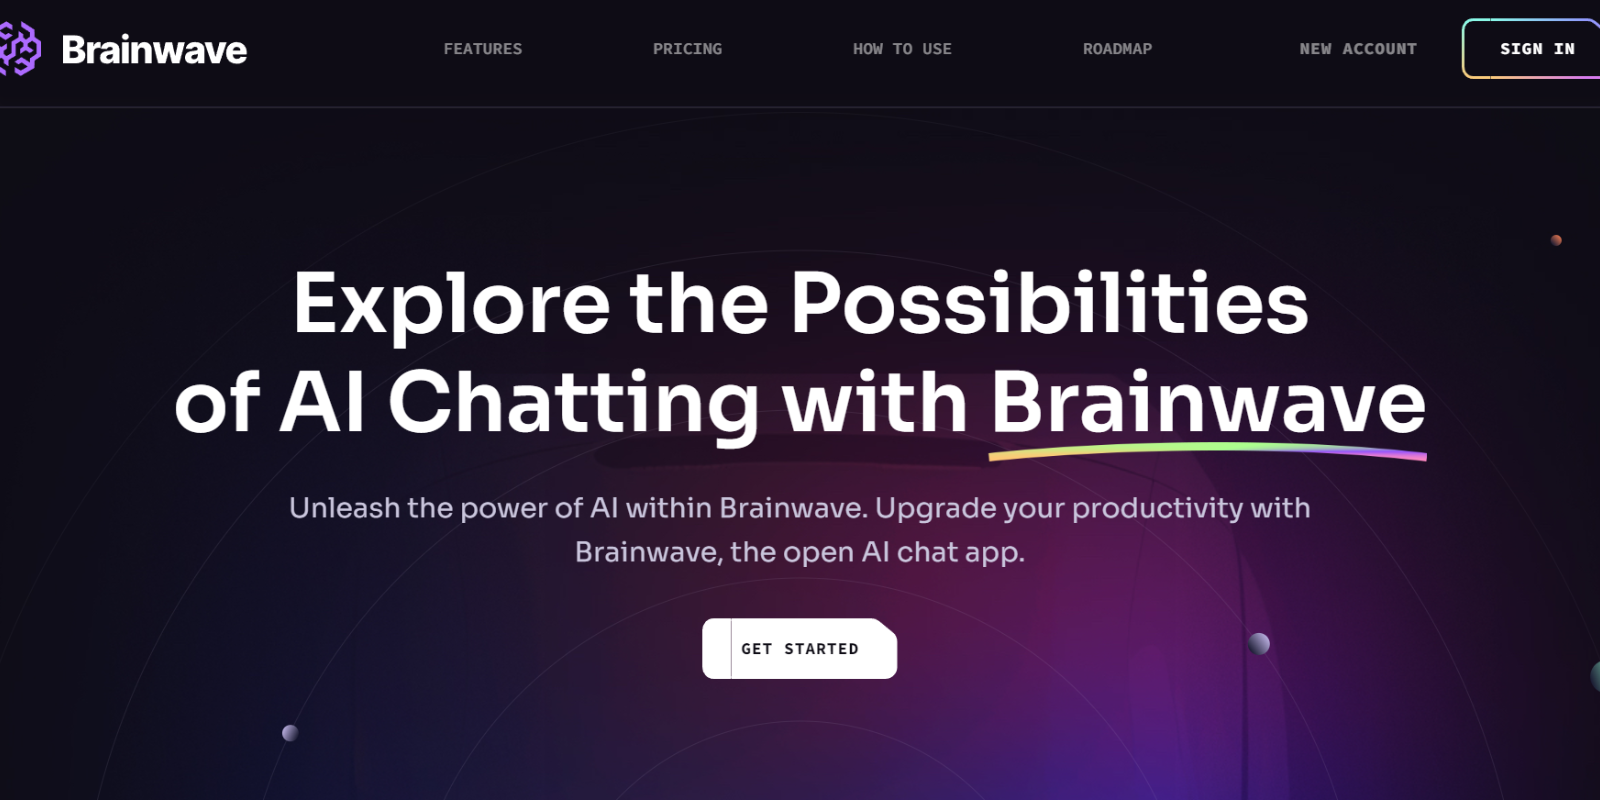 Brainwave
FEATURES
PRICING
HOW TO USE
ROADMAP
NEW ACCOUNT
SIGN IN
Explore the Possibilities
of AI Chatting with Brainwave
Unleash the power of AI within Brainwave. Upgrade your productivity with
Brainwave, the open AI chat app.
GET STARTED